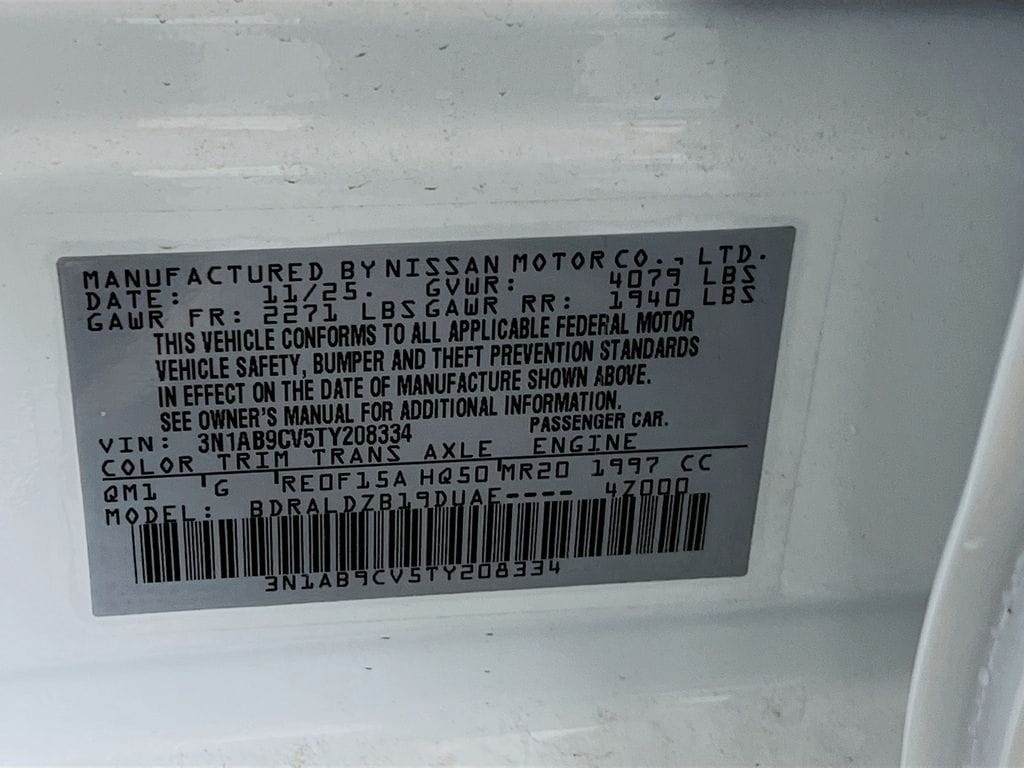 MANUFACTURED BY NISSAN MOTOR CO., LTD.
DATE: 11/25. GVWR: 4079 LBS
GAWR FR: 2271 LBS GAWR RR: 1940 LBS
THIS VEHICLE CONFORMS TO ALL APPLICABLE FEDERAL MOTOR
VEHICLE SAFETY, BUMPER AND THEFT PREVENTION STANDARDS
IN EFFECT ON THE DATE OF MANUFACTURE SHOWN ABOVE.
SEE OWNER'S MANUAL FOR ADDITIONAL INFORMATION.
VIN: 3N1AB9CV5TY208334 PASSENGER CAR.
COLOR TRIM TRANS AXLE ENGINE
QM1 G RE0F15A HQ50 MR20 1997 CC
MODEL: BDRALDZB19DUAE---- 47000
3N1AB9CV5TY208334